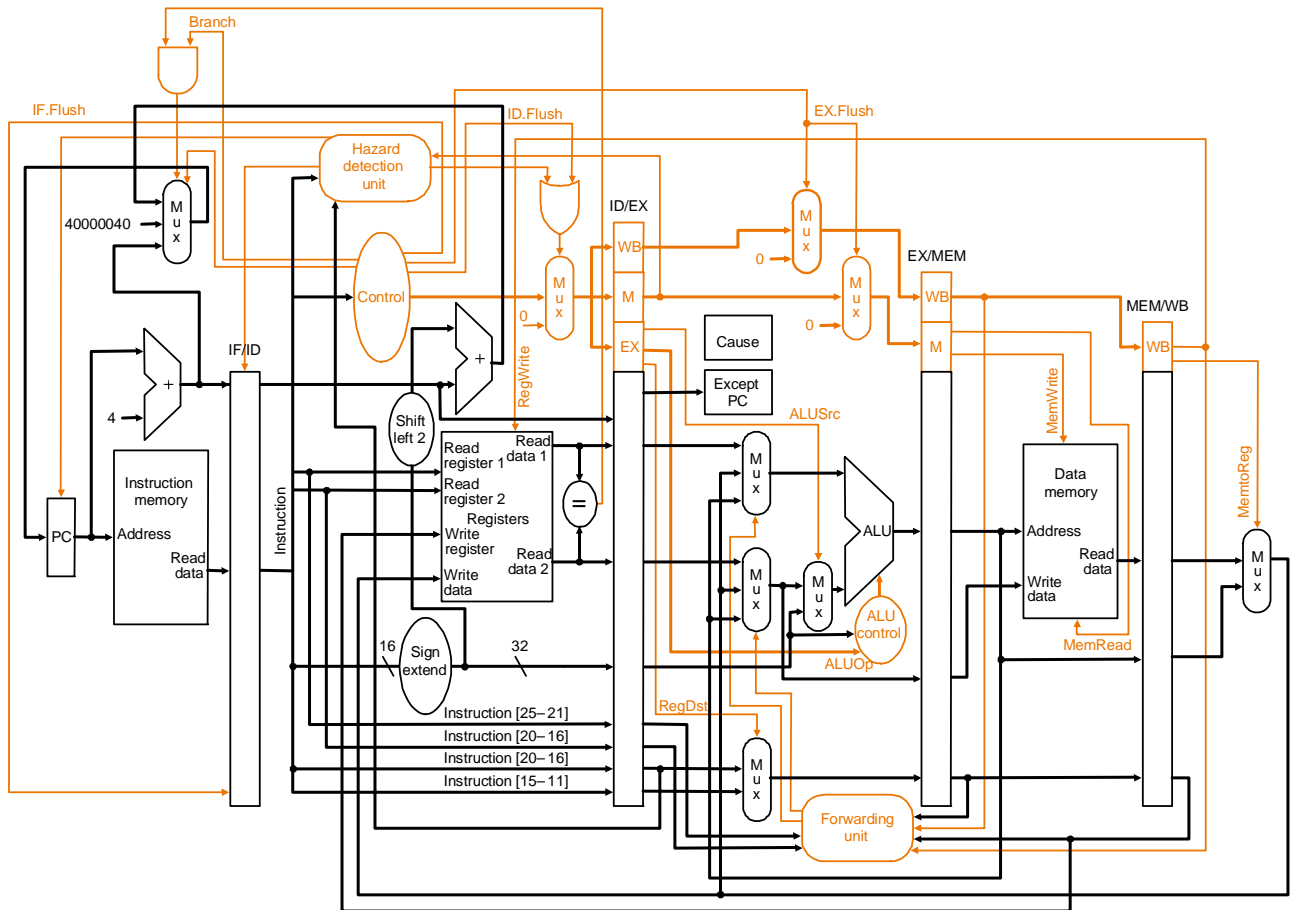 Branch
IF.Flush
ID.Flush
EX.Flush
Hazard
detection
unit
M
u
x
40000040
Control
M
u
x
0
ID/EX
WB
M
EX
M
u
x
0
M
u
x
0
EX/MEM
WB
M
MEM/WB
WB
Cause
Except
PC
IF/ID
+
4
+
Shift
left 2
RegWrite
ALUSrc
MemWrite
MemtoReg
PC
Instruction
memory
Address
Read
data
Instruction
Read
register 1
Read
register 2
Registers
Write
register
Write
data
Read
data 1
Read
data 2
=
M
u
x
M
u
x
M
u
x
ALU
ALU
control
ALUOp
Data
memory
Address
Read
data
Write
data
MemRead
M
u
x
16
Sign
extend
32
RegDst
Instruction [25–21]
Instruction [20–16]
Instruction [20–16]
Instruction [15–11]
M
u
x
Forwarding
unit